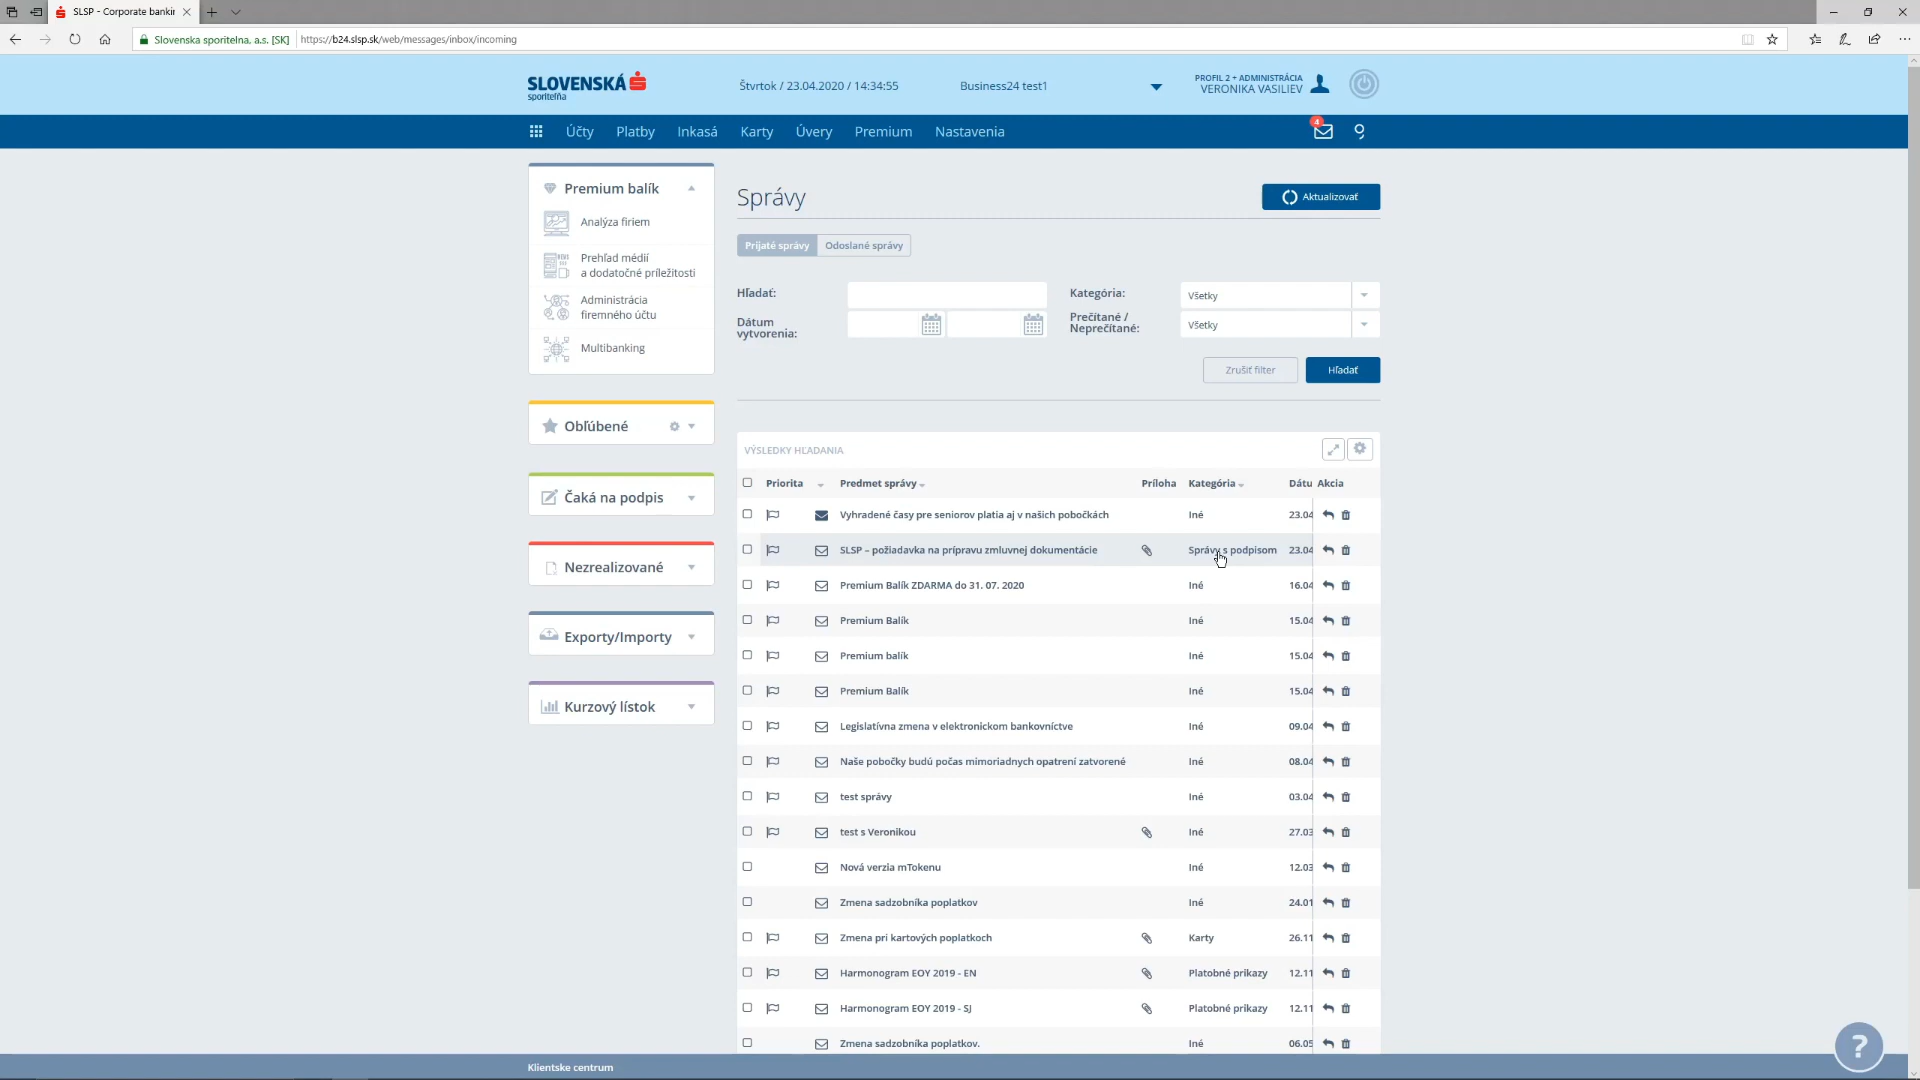 SLSP - Corporate bankir
Slovenska sporitelna, a.s. [SK]
https://b24.slsp.sk/web/messages/inbox/incoming
SLOVENSKÁ
sporiteľňa
Štvrtok / 23.04.2020 / 14:34:55
Business24 test1
PROFIL 2 + ADMINISTRÁCIA
VERONIKA VASILIEV
Účty Platby Inkasá Karty Úvery Premium Nastavenia
4
Premium balík
Analýza firiem
Prehľad médií
a dodatočné príležitosti
Administrácia
firemného účtu
Multibanking
Obľúbené
Čaká na podpis
Nezrealizované
Exporty/Importy
Kurzový lístok
Správy
Aktualizovať
Prijaté správy Odoslané správy
Hľadať:
Kategória: Všetky
Dátum
vytvorenia:
Prečítané /
Neprečítané:
Všetky
Zrušiť filter Hľadať
VÝSLEDKY HĽADANIA
Priorita Predmet správy Príloha Kategória Dátu Akcia
Vyhradené časy pre seniorov platia aj v našich pobočkách Iné 23.04
SLSP – požiadavka na prípravu zmluvnej dokumentácie Správy s podpisom 23.04
Premium Balík ZDARMA do 31. 07. 2020 Iné 16.04
Premium Balík Iné 15.04
Premium balík Iné 15.04
Premium Balík Iné 15.04
Legislatívna zmena v elektronickom bankovníctve Iné 09.04
Naše pobočky budú počas mimoriadnych opatrení zatvorené Iné 08.04
test správy Iné 03.04
test s Veronikou Iné 27.03
Nová verzia mTokenu Iné 12.03
Zmena sadzobníka poplatkov Iné 24.01
Zmena pri kartových poplatkoch Karty 26.11
Harmonogram EOY 2019 - EN Platobné príkazy 12.11
Harmonogram EOY 2019 - SJ Platobné príkazy 12.11
Zmena sadzobníka poplatkov. Iné 06.05
Klientske centrum
?